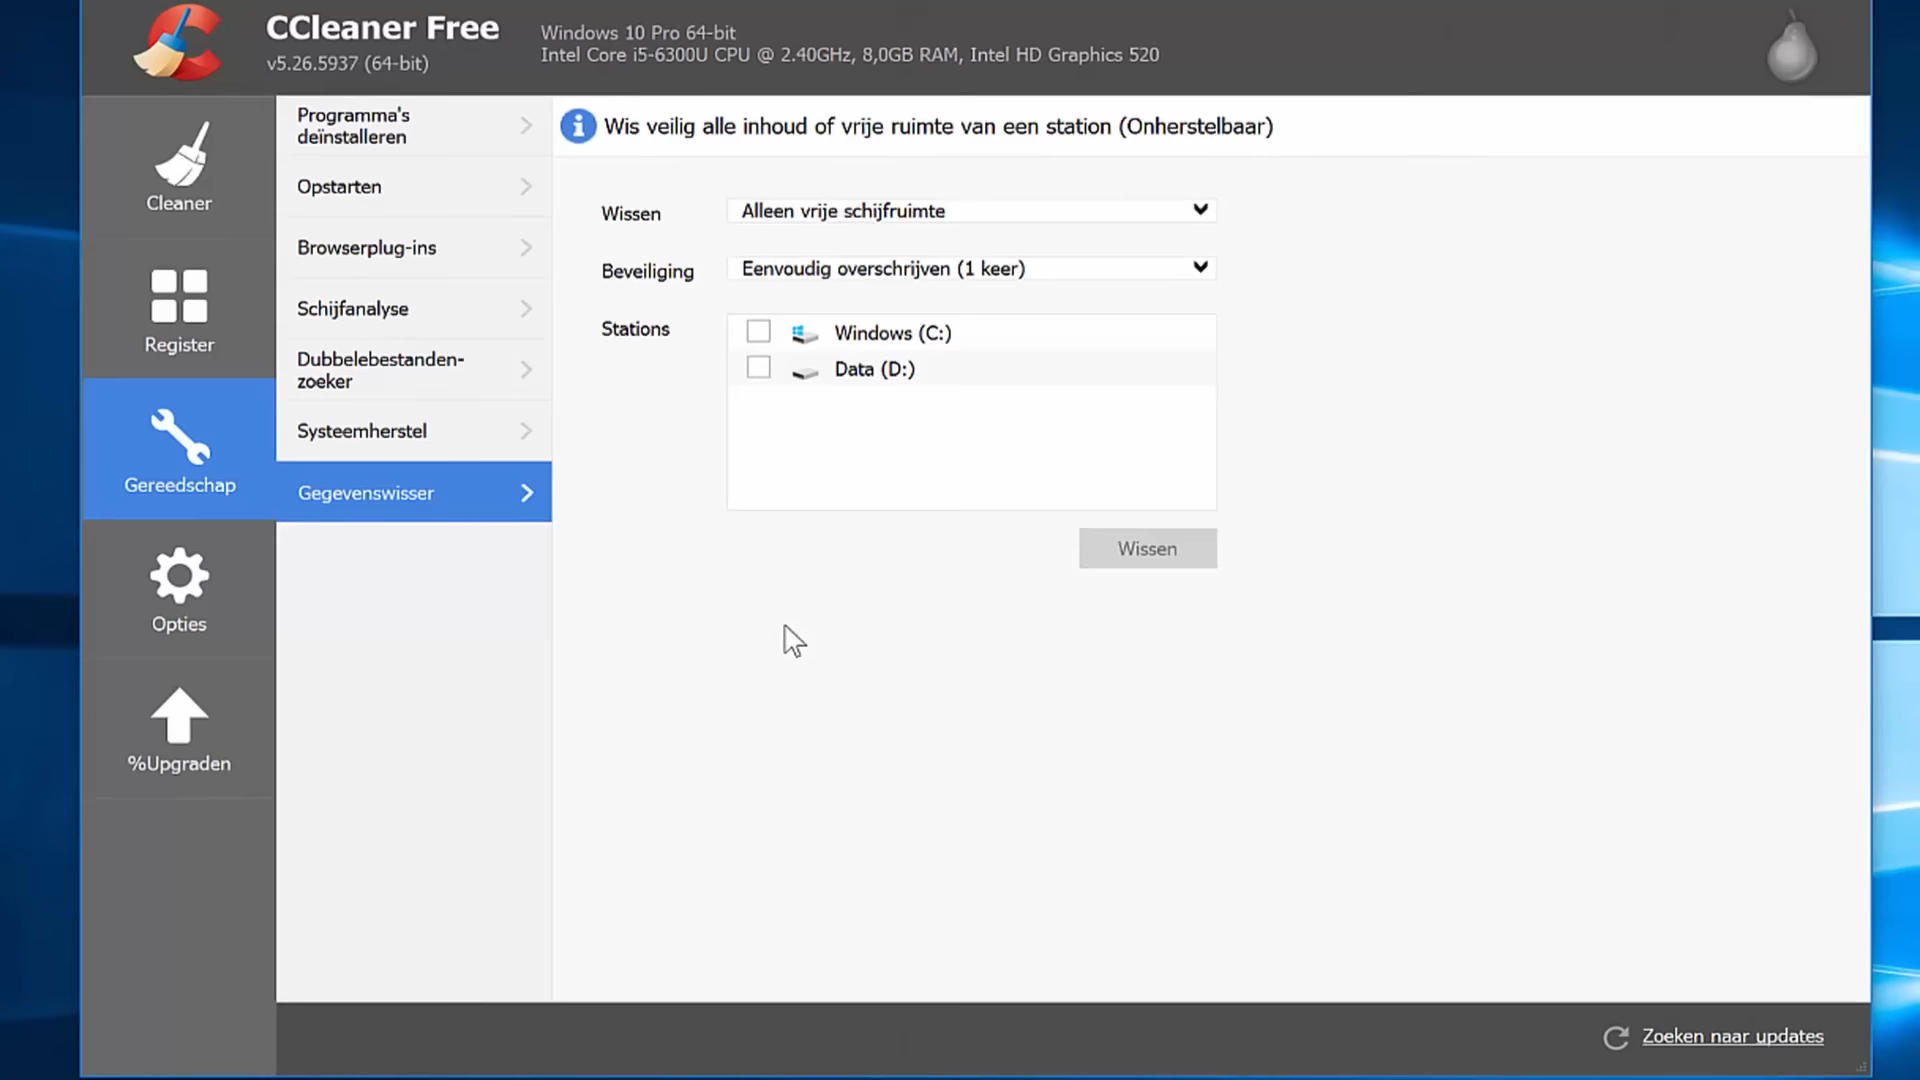 CCleaner Free
v5.26.5937 (64-bit)
Windows 10 Pro 64-bit
Intel Core i5-6300U CPU @ 2.40GHz, 8,0GB RAM, Intel HD Graphics 520
Cleaner
Register
Gereedschap
Opties
%Upgraden
Programma's
deïnstalleren
Opstarten
Browserplug-ins
Schijfanalyse
Dubbelebestanden-
zoeker
Systeemherstel
Gegevenswisser
Wis veilig alle inhoud of vrije ruimte van een station (Onherstelbaar)
Wissen
Alleen vrije schijfruimte
Beveiliging
Eenvoudig overschrijven (1 keer)
Stations
Windows (C:)
Data (D:)
Wissen
Zoeken naar updates